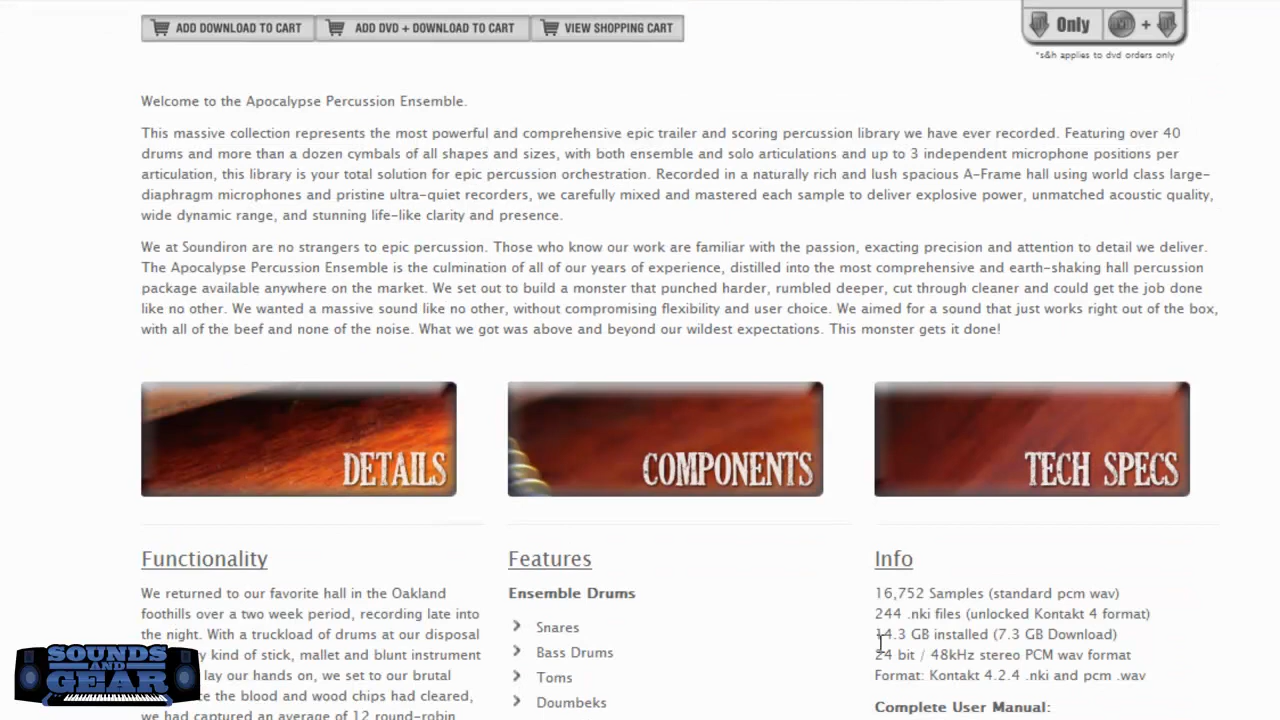 ADD DOWNLOAD TO CART
ADD DVD + DOWNLOAD TO CART
VIEW SHOPPING CART
Only
+
*s&h applies to dvd orders only
Welcome to the Apocalypse Percussion Ensemble.
This massive collection represents the most powerful and comprehensive epic trailer and scoring percussion library we have ever recorded. Featuring over 40
drums and more than a dozen cymbals of all shapes and sizes, with both ensemble and solo articulations and up to 3 independent microphone positions per
articulation, this library is your total solution for epic percussion orchestration. Recorded in a naturally rich and lush spacious A-Frame hall using world class large-
diaphragm microphones and pristine ultra-quiet recorders, we carefully mixed and mastered each sample to deliver explosive power, unmatched acoustic quality,
wide dynamic range, and stunning life-like clarity and presence.
We at Soundiron are no strangers to epic percussion. Those who know our work are familiar with the passion, exacting precision and attention to detail we deliver.
The Apocalypse Percussion Ensemble is the culmination of all of our years of experience, distilled into the most comprehensive and earth-shaking hall percussion
package available anywhere on the market. We set out to build a monster that punched harder, rumbled deeper, cut through cleaner and could get the job done
like no other. We wanted a massive sound like no other, without compromising flexibility and user choice. We aimed for a sound that just works right out of the box,
with all of the beef and none of the noise. What we got was above and beyond our wildest expectations. This monster gets it done!
DETAILS
COMPONENTS
TECH SPECS
Functionality
We returned to our favorite hall in the Oakland
foothills over a two week period, recording late into
the night. With a truckload of drums at our disposal
kind of stick, mallet and blunt instrument
lay our hands on, we set to our brutal
the blood and wood chips had cleared,
we had captured an average of 12 round-robin
Features
Ensemble Drums
Snares
Bass Drums
Toms
Doumbeks
Info
16,752 Samples (standard pcm wav)
244 .nki files (unlocked Kontakt 4 format)
14.3 GB installed (7.3 GB Download)
24 bit / 48kHz stereo PCM wav format
Format: Kontakt 4.2.4 .nki and pcm .wav
Complete User Manual:
SOUNDS
AND
GEAR